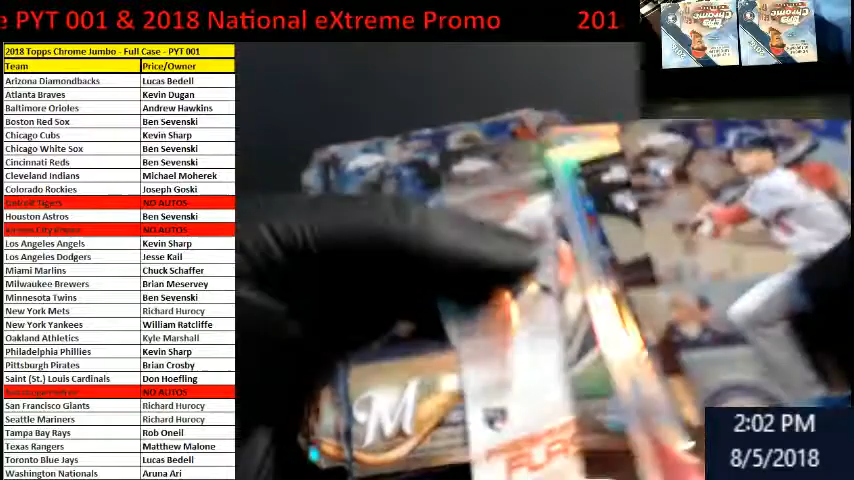 e PYT 001 & 2018 National eXtreme Promo 201
2018 Topps Chrome Jumbo - Full Case - PYT 001
Team Price/Owner
Arizona Diamondbacks Lucas Bedell
Atlanta Braves Kevin Dugan
Baltimore Orioles Andrew Hawkins
Boston Red Sox Ben Sevenski
Chicago Cubs Kevin Sharp
Chicago White Sox Ben Sevenski
Cincinnati Reds Ben Sevenski
Cleveland Indians Michael Moherek
Colorado Rockies Joseph Goski
Detroit Tigers NO AUTOS
Houston Astros Ben Sevenski
Kansas City Royals NO AUTOS
Los Angeles Angels Kevin Sharp
Los Angeles Dodgers Jesse Kail
Miami Marlins Chuck Schaffer
Milwaukee Brewers Brian Meservey
Minnesota Twins Ben Sevenski
New York Mets Richard Hurocy
New York Yankees William Ratcliffe
Oakland Athletics Kyle Marshall
Philadelphia Phillies Kevin Sharp
Pittsburgh Pirates Brian Crosby
Saint (St.) Louis Cardinals Don Hoefling
NO AUTOS
San Francisco Giants Richard Hurocy
Seattle Mariners Richard Hurocy
Tampa Bay Rays Rob Oneil
Texas Rangers Matthew Malone
Toronto Blue Jays Lucas Bedell
Washington Nationals Aruna Ari
M
2:02 PM
8/5/2018